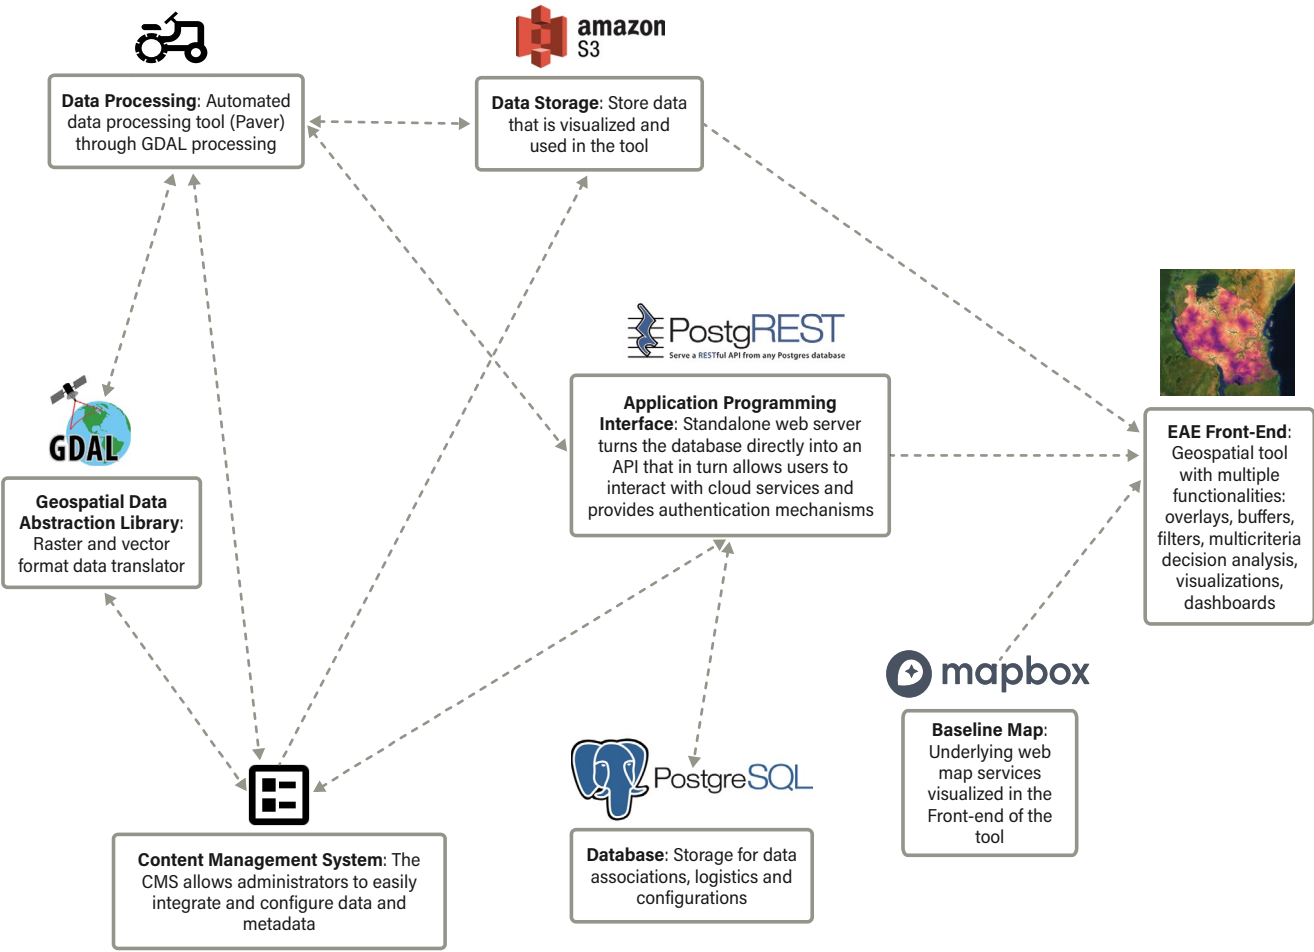 amazon
S3
Data Processing: Automated
data processing tool (Paver)
through GDAL processing
Data Storage: Store data
that is visualized and
used in the tool
PostgREST
Serve a RESTful API from any Postgres database
Application Programming
Interface: Standalone web server
turns the database directly into an
API that in turn allows users to
interact with cloud services and
provides authentication mechanisms
EAE Front-End:
Geospatial tool
with multiple
functionalities:
overlays, buffers,
filters, multicriteria
decision analysis,
visualizations,
dashboards
GDAL
Geospatial Data
Abstraction Library:
Raster and vector
format data translator
mapbox
Baseline Map:
Underlying web
map services
visualized in the
Front-end of the
tool
PostgreSQL
Database: Storage for data
associations, logistics and
configurations
Content Management System: The
CMS allows administrators to easily
integrate and configure data and
metadata